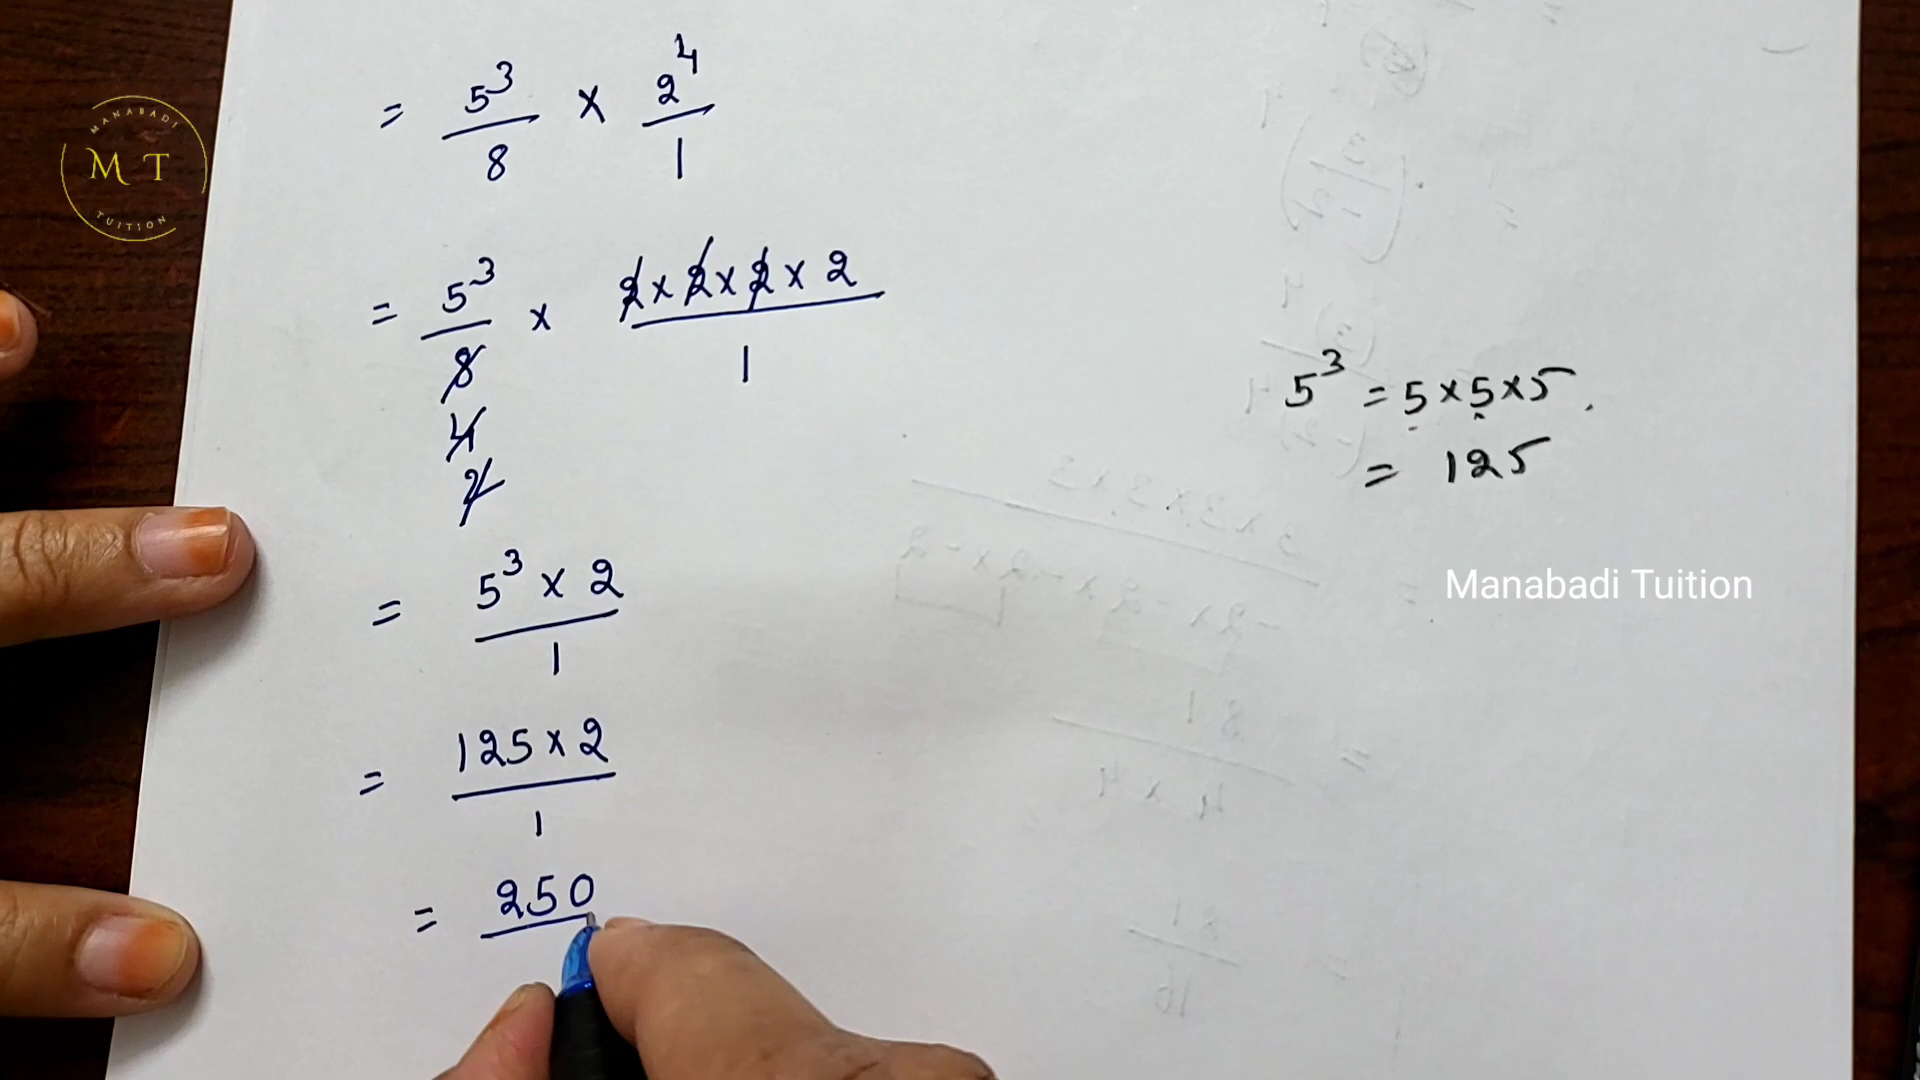 MANABADI
M T
TUITION
= 5³/8 × 2⁴/1
= 5³/8 × 2×2×2×2/1
4
2
= 5³ × 2/1
= 125×2/1
= 250
5³ = 5×5×5.
= 125
Manabadi Tuition